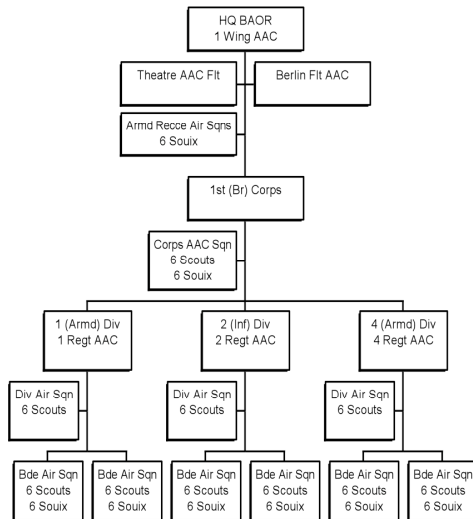 HQ BAOR
1 Wing AAC
Theatre AAC Flt
Berlin Flt AAC
Armd Recce Air Sqns
6 Souix
1st (Br) Corps
Corps AAC Sqn
6 Scouts
6 Souix
1 (Armd) Div
1 Regt AAC
2 (Inf) Div
2 Regt AAC
4 (Armd) Div
4 Regt AAC
Div Air Sqn
6 Scouts
Div Air Sqn
6 Scouts
Div Air Sqn
6 Scouts
Bde Air Sqn
6 Scouts
6 Souix
Bde Air Sqn
6 Scouts
6 Souix
Bde Air Sqn
6 Scouts
6 Souix
Bde Air Sqn
6 Scouts
6 Souix
Bde Air Sqn
6 Scouts
6 Souix
Bde Air Sqn
6 Scouts
6 Souix